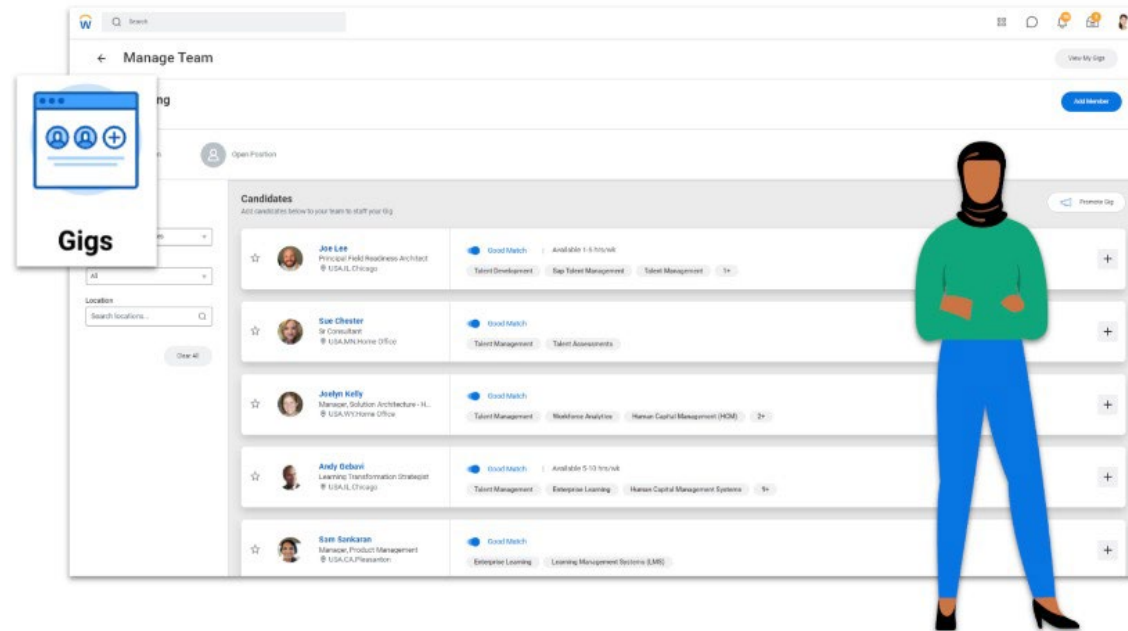 W
Search
Manage Team
View My Gigs
ng
Add Member
Open Position
Gigs
All
Location
Search locations...
Clear All
Candidates
Add candidates below to your team to staff your Gig
Promote Gig
Joe Lee
Principal Field Readiness Architect
USA.IL.Chicago
Good Match | Available 1-5 hrs/wk
Talent Development Gap Talent Management Talent Management 1+
Sue Chester
Sr Consultant
USA.MN.Home Office
Good Match
Talent Management Talent Assessments
Joelyn Kelly
Manager, Solution Architecture - H...
USA.WY.Home Office
Good Match
Talent Management Workforce Analytics Human Capital Management (HCM) 2+
Andy Gebavi
Learning Transformation Strategist
USA.IL.Chicago
Good Match | Available 5-10 hrs/wk
Talent Management Enterprise Learning Human Capital Management Systems 9+
Sam Sankaran
Manager, Product Management
USA.CA.Pleasanton
Good Match
Enterprise Learning Learning Management Systems (LMS)